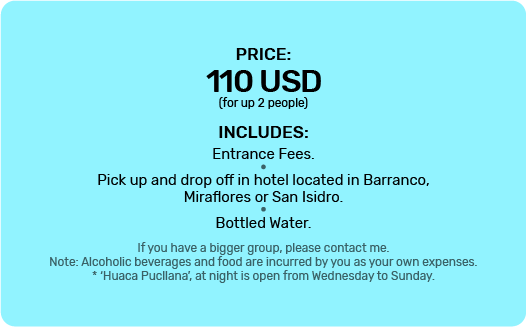 PRICE:
110 USD
(for up 2 people)
INCLUDES:
Entrance Fees.
•
Pick up and drop off in hotel located in Barranco,
Miraflores or San Isidro.
•
Bottled Water.
If you have a bigger group, please contact me.
Note: Alcoholic beverages and food are incurred by you as your own expenses.
* ‘Huaca Pucllana’, at night is open from Wednesday to Sunday.